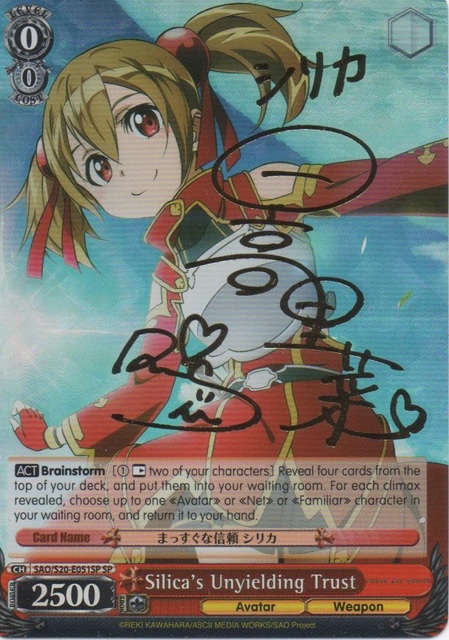 LEVEL
0
0
COST
シリカ
ACT Brainstorm [① two of your characters] Reveal four cards from the
top of your deck, and put them into your waiting room. For each climax
revealed, choose up to one «Avatar» or «Net» or «Familiar» character in
your waiting room, and return it to your hand.
Card Name まっすぐな信頼 シリカ
CH SAO/S20-E051SP SP
POWER 2500 Silica's Unyielding Trust
Avatar Weapon
©REKI KAWAHARA/ASCII MEDIA WORKS/SAO Project